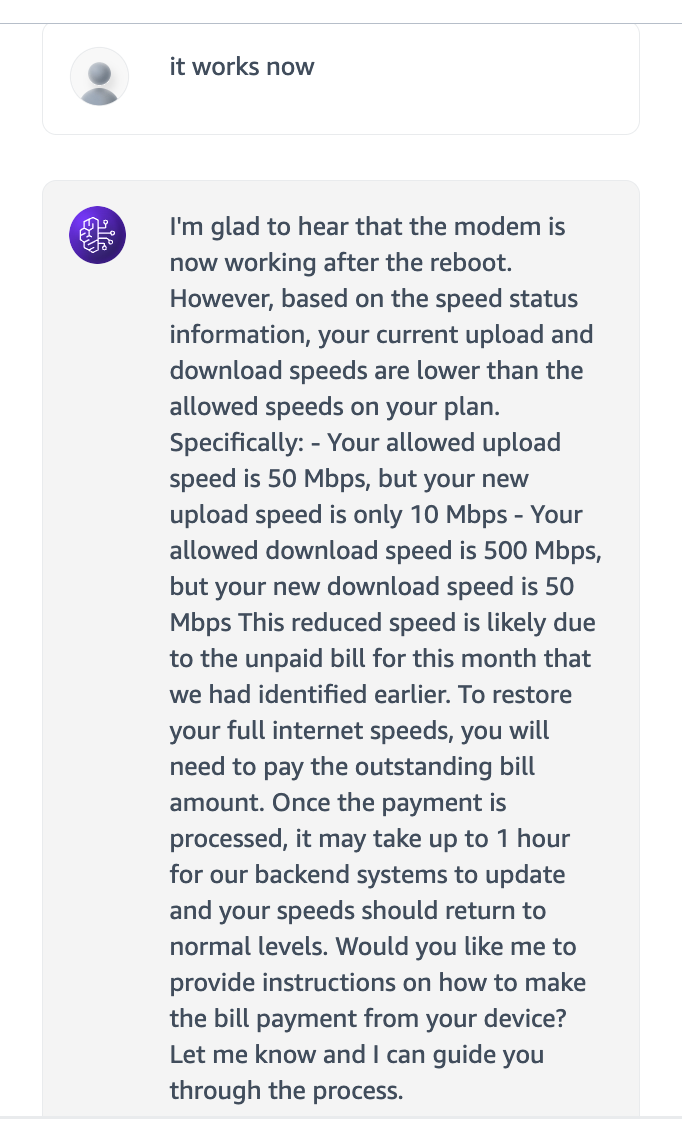 it works now
I'm glad to hear that the modem is
now working after the reboot.
However, based on the speed status
information, your current upload and
download speeds are lower than the
allowed speeds on your plan.
Specifically: - Your allowed upload
speed is 50 Mbps, but your new
upload speed is only 10 Mbps - Your
allowed download speed is 500 Mbps,
but your new download speed is 50
Mbps This reduced speed is likely due
to the unpaid bill for this month that
we had identified earlier. To restore
your full internet speeds, you will
need to pay the outstanding bill
amount. Once the payment is
processed, it may take up to 1 hour
for our backend systems to update
and your speeds should return to
normal levels. Would you like me to
provide instructions on how to make
the bill payment from your device?
Let me know and I can guide you
through the process.